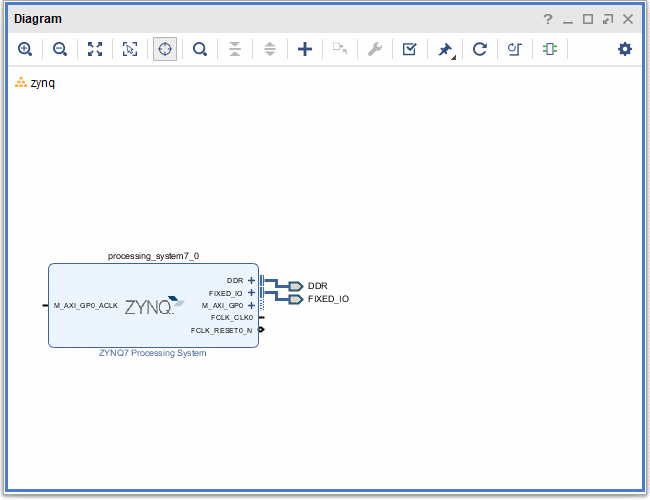 Diagram
zynq
processing_system7_0
DDR
FIXED_IO
M_AXI_GP0_ACLK
ZYNQ
M_AXI_GP0
FCLK_CLK0
FCLK_RESET0_N
DDR
FIXED_IO
ZYNQ7 Processing System